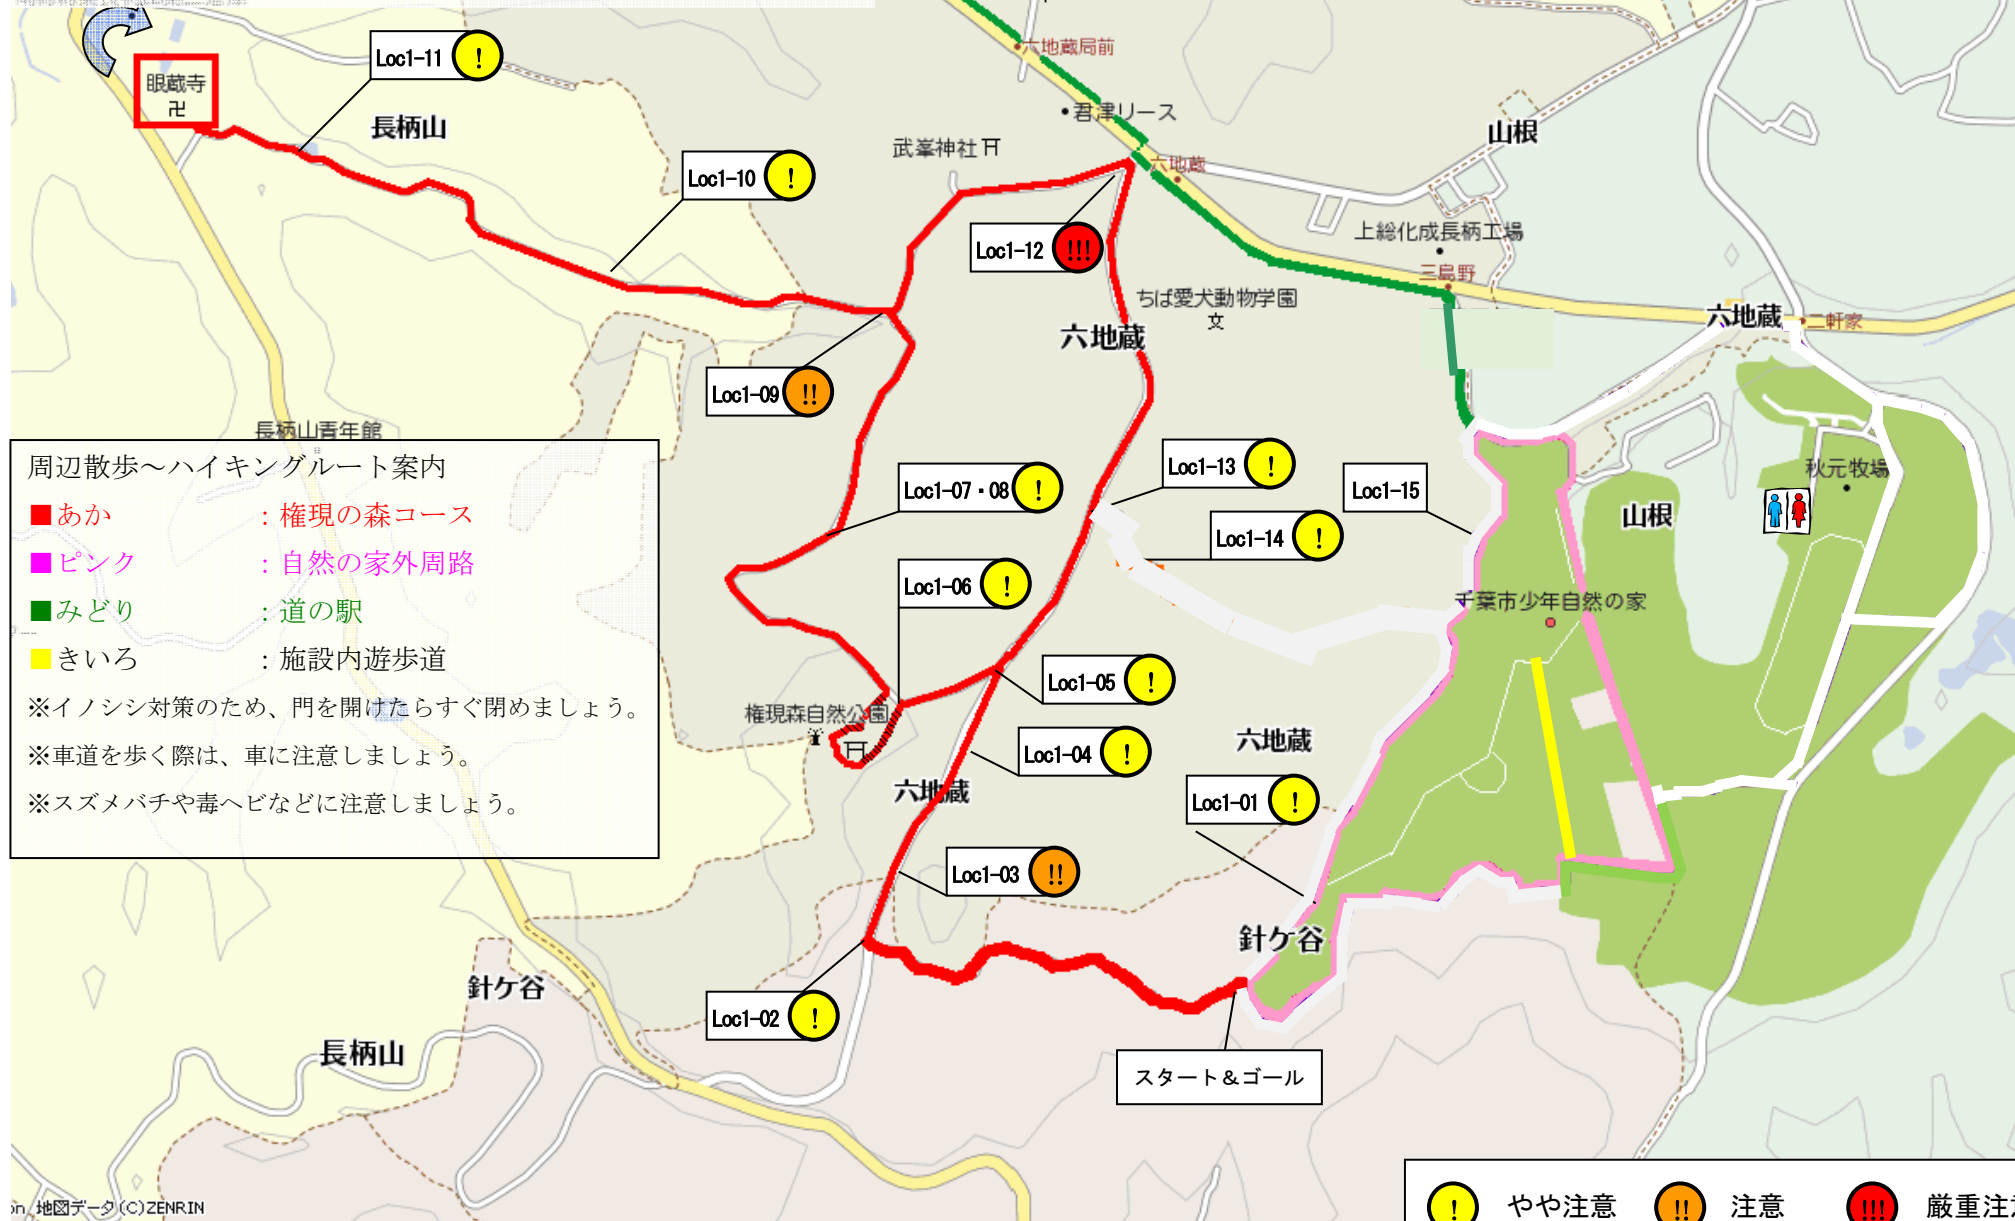 Loc1-11 !
六地蔵局前
眼蔵寺
卍
長柄山
君津リース
山根
武峯神社
六地蔵
Loc1-10 !
上総化成長柄工場
Loc1-12 !!!
三島野
ちば愛犬動物学園
文
六地蔵
六地蔵
二軒家
Loc1-09 !!
長柄山青年館
周辺散歩～ハイキングルート案内
■あか ：権現の森コース
■ピンク ：自然の家外周路
■みどり ：道の駅
■きいろ ：施設内遊歩道
※イノシシ対策のため、門を開けたらすぐ閉めましょう。
※車道を歩く際は、車に注意しましょう。
※スズメバチや毒ヘビなどに注意しましょう。
Loc1-13 !
Loc1-07・08 !
Loc1-15
秋元牧場
山根
Loc1-14 !
Loc1-06 !
千葉市少年自然の家
Loc1-05 !
権現森自然公園
六地蔵
Loc1-04 !
六地蔵
Loc1-01 !
Loc1-03 !!
針ケ谷
針ケ谷
Loc1-02 !
長柄山
スタート＆ゴール
地図データ(C)ZENRIN
! やや注意 !! 注意 !!! 厳重注意